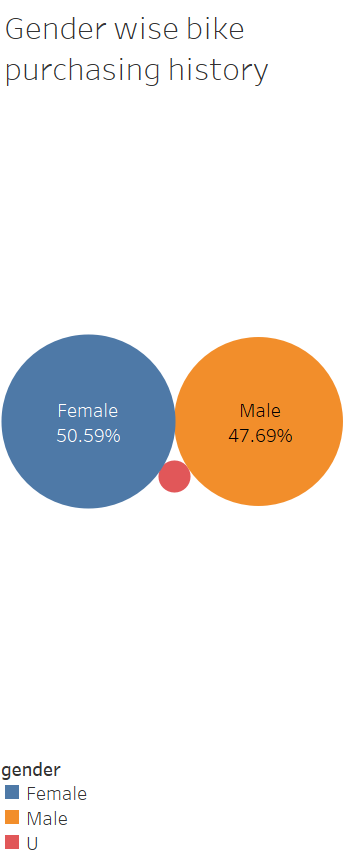 Gender wise bike
purchasing history
Female
50.59%
Male
47.69%
gender
Female
Male
U